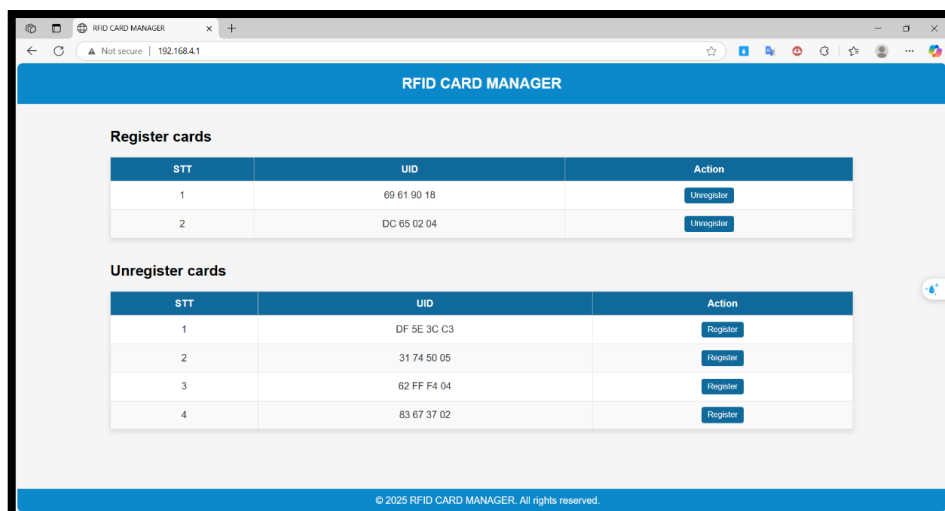 RFID CARD MANAGER
Not secure 192.168.4.1
RFID CARD MANAGER
Register cards
STT UID Action
1 69 61 90 18 Unregister
2 DC 65 02 04 Unregister
Unregister cards
STT UID Action
1 DF 5E 3C C3 Register
2 31 74 50 05 Register
3 62 FF F4 04 Register
4 83 67 37 02 Register
© 2025 RFID CARD MANAGER. All rights reserved.